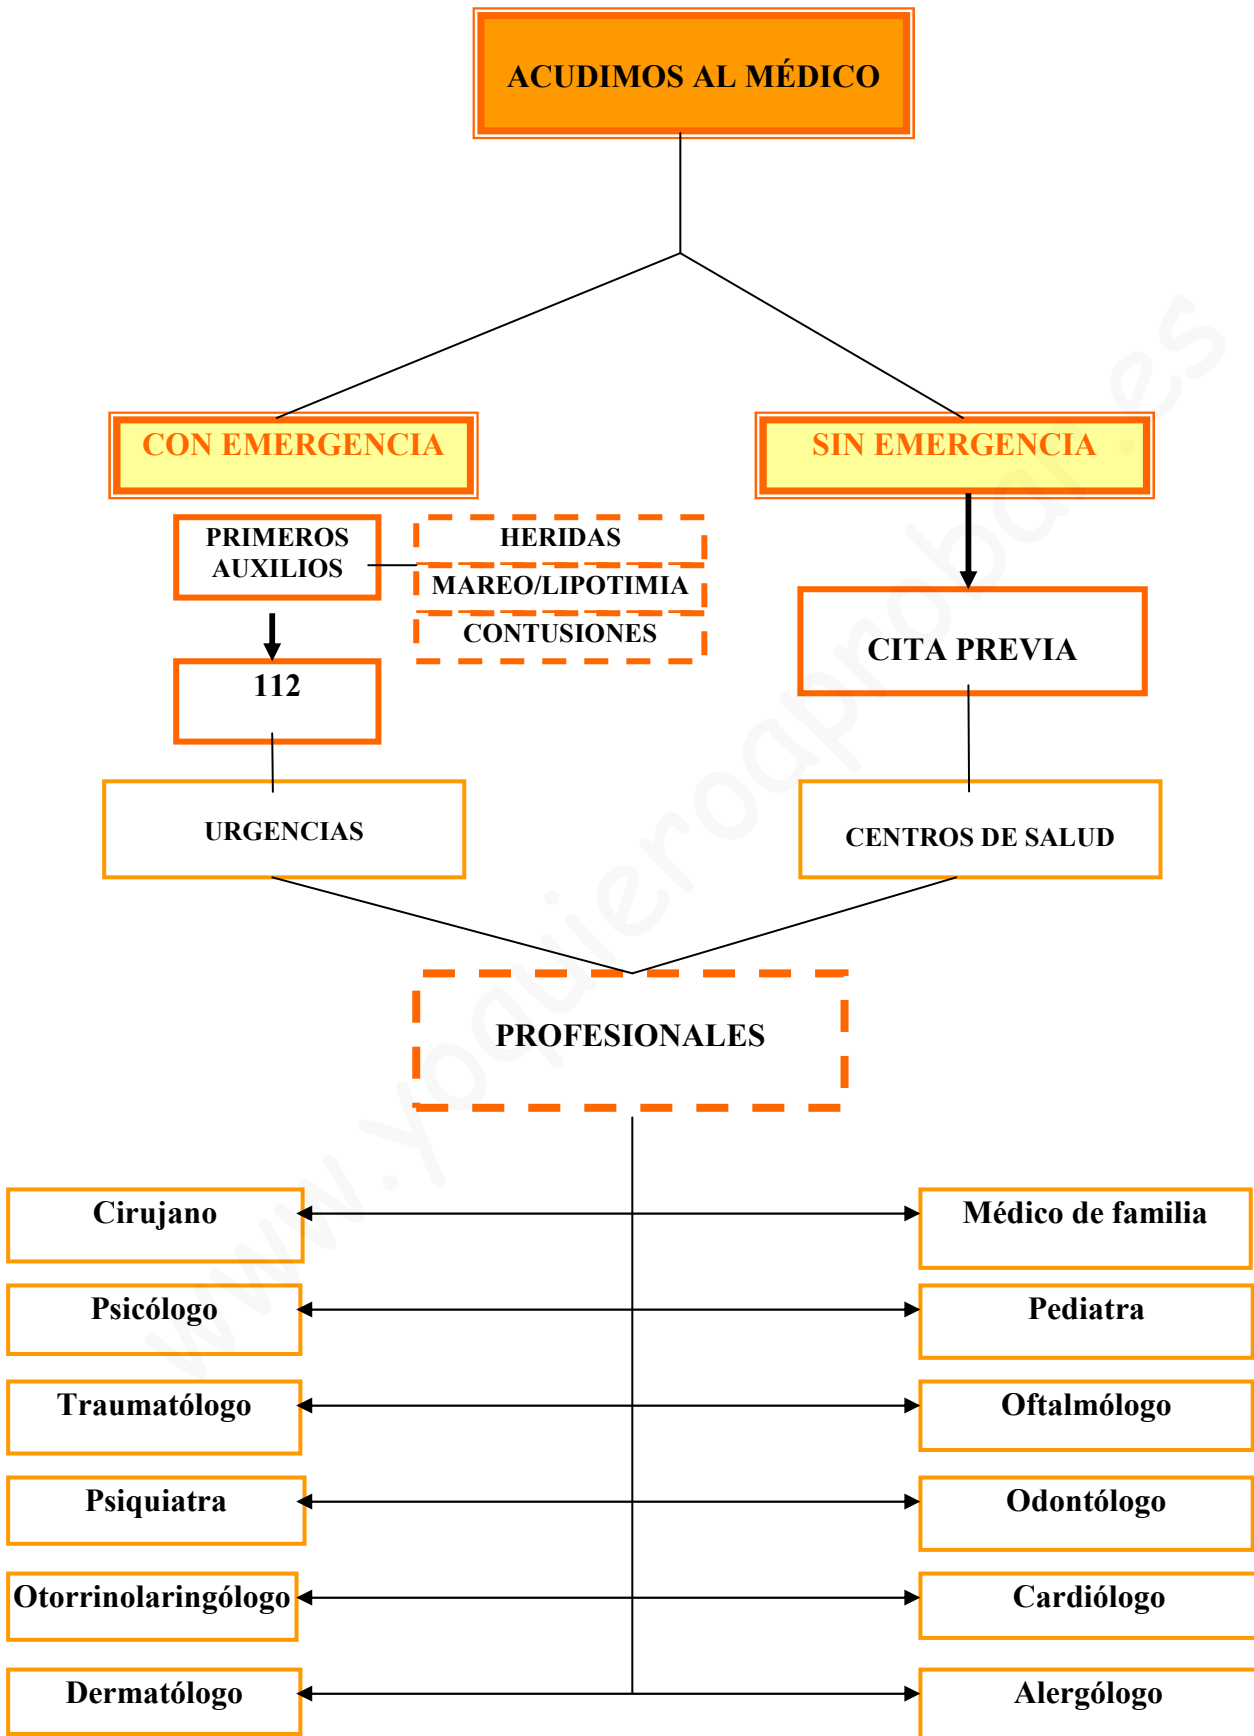 ACUDIMOS AL MÉDICO
CON EMERGENCIA
SIN EMERGENCIA
PRIMEROS
AUXILIOS
HERIDAS
MAREO/LIPOTIMIA
CONTUSIONES
112
CITA PREVIA
URGENCIAS
CENTROS DE SALUD
PROFESIONALES
Cirujano
Médico de familia
Psicólogo
Pediatra
Traumatólogo
Oftalmólogo
Psiquiatra
Odontólogo
Otorrinolaringólogo
Cardiólogo
Dermatólogo
Alergólogo
www.yoquieroaprobar.es